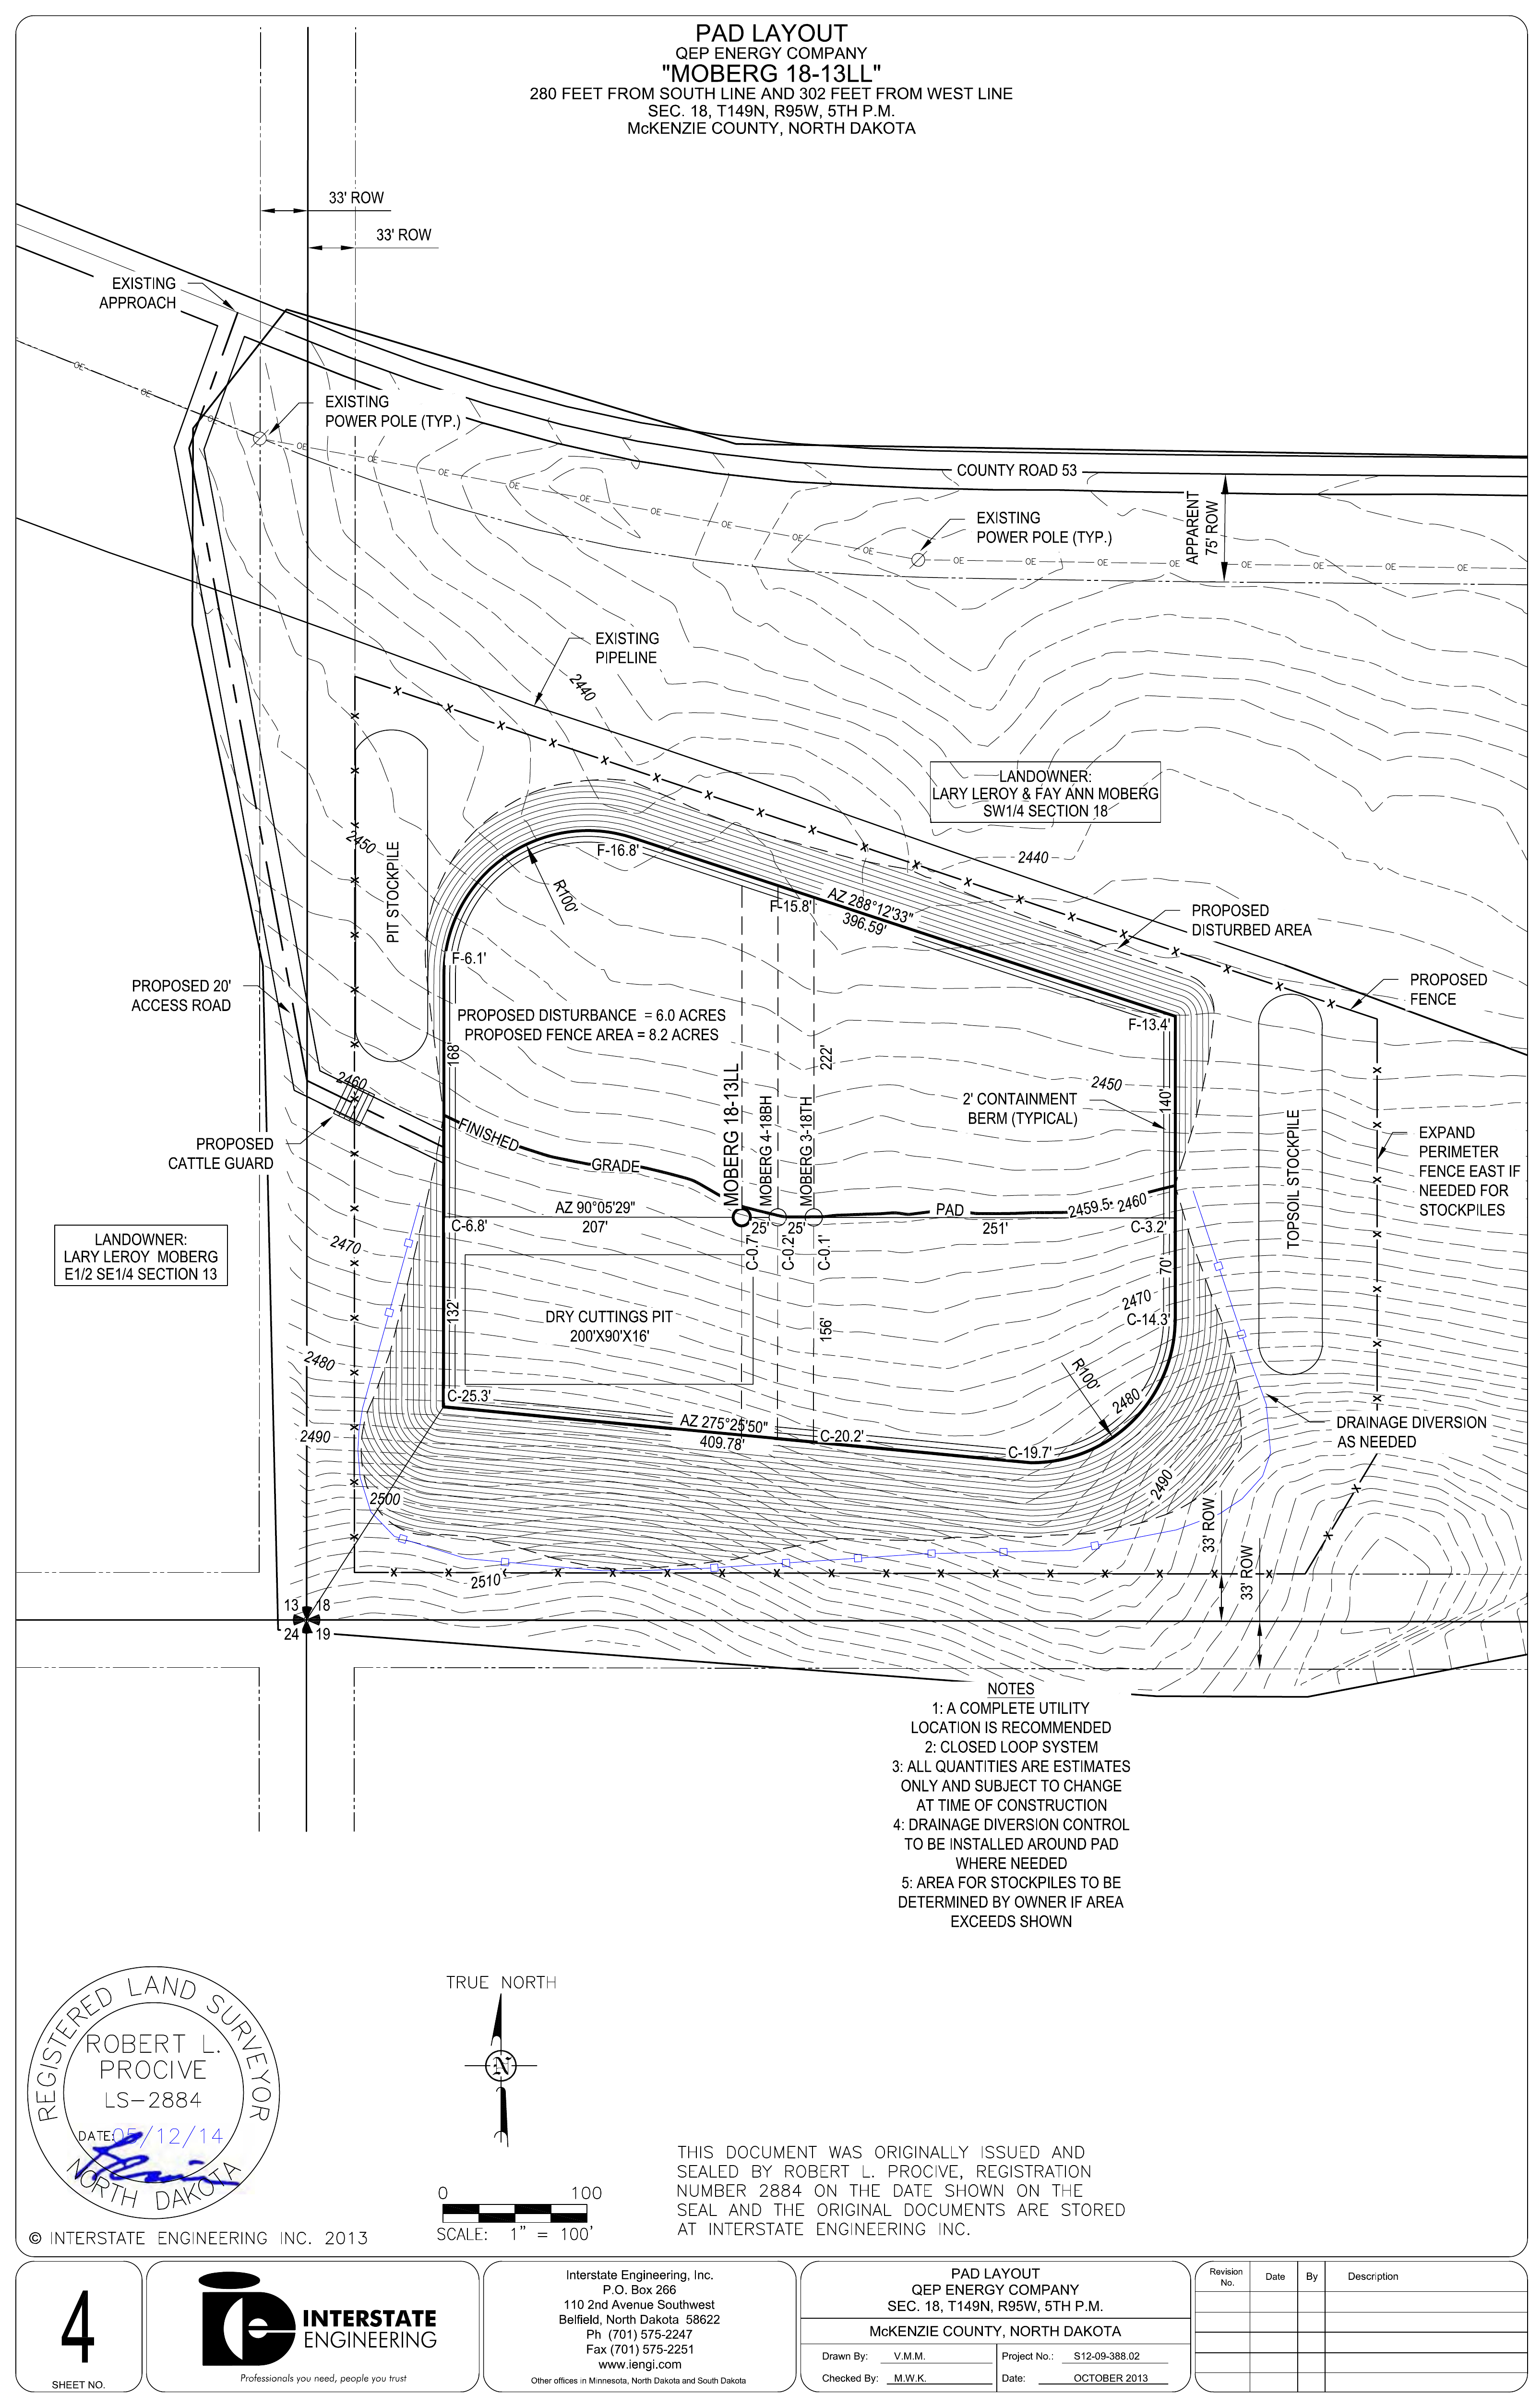 PAD LAYOUT
QEP ENERGY COMPANY
"MOBERG 18-13LL"
280 FEET FROM SOUTH LINE AND 302 FEET FROM WEST LINE
SEC. 18, T149N, R95W, 5TH P.M.
McKENZIE COUNTY, NORTH DAKOTA
33' ROW
33' ROW
EXISTING
APPROACH
OE
OE
OE
EXISTING
POWER POLE (TYP.)
OE
OE
OE
OE
OE
OE
OE
OE
OE
COUNTY ROAD 53
EXISTING
POWER POLE (TYP.)
APPARENT
75' ROW
OE
OE
OE
OE
OE
OE
OE
OE
EXISTING
PIPELINE
2440
LANDOWNER:
LARY LEROY & FAY ANN MOBERG
SW1/4 SECTION 18
2450
PIT STOCKPILE
F-16.8'
2440
R100'
F-15.8'
AZ 288°12'33"
396.59'
PROPOSED
DISTURBED AREA
F-6.1'
PROPOSED 20'
ACCESS ROAD
PROPOSED
FENCE
PROPOSED DISTURBANCE = 6.0 ACRES
PROPOSED FENCE AREA = 8.2 ACRES
F-13.4'
168'
222'
2460
2450
2' CONTAINMENT
BERM (TYPICAL)
140'
MOBERG 18-13LL
MOBERG 4-18BH
MOBERG 3-18TH
PROPOSED
CATTLE GUARD
FINISHED
GRADE
TOPSOIL STOCKPILE
EXPAND
PERIMETER
FENCE EAST IF
NEEDED FOR
STOCKPILES
AZ 90°05'29"
207'
C-6.8'
25'
25'
PAD
251'
2459.5
2460
C-3.2'
C-0.7'
C-0.2'
C-0.1'
LANDOWNER:
LARY LEROY MOBERG
E1/2 SE1/4 SECTION 13
2470
70'
2470
C-14.3'
132'
DRY CUTTINGS PIT
200'X90'X16'
156'
2480
C-25.3'
R100'
2480
AZ 275°25'50"
409.78'
C-20.2'
C-19.7'
DRAINAGE DIVERSION
AS NEEDED
2490
2500
2490
33' ROW
33' ROW
2510
13 18
24 19
NOTES
1: A COMPLETE UTILITY
LOCATION IS RECOMMENDED
2: CLOSED LOOP SYSTEM
3: ALL QUANTITIES ARE ESTIMATES
ONLY AND SUBJECT TO CHANGE
AT TIME OF CONSTRUCTION
4: DRAINAGE DIVERSION CONTROL
TO BE INSTALLED AROUND PAD
WHERE NEEDED
5: AREA FOR STOCKPILES TO BE
DETERMINED BY OWNER IF AREA
EXCEEDS SHOWN
REGISTERED LAND SURVEYOR
ROBERT L.
PROCIVE
LS-2884
DATE: 05/12/14
NORTH DAKOTA
TRUE NORTH
N
0 100
SCALE: 1" = 100'
THIS DOCUMENT WAS ORIGINALLY ISSUED AND
SEALED BY ROBERT L. PROCIVE, REGISTRATION
NUMBER 2884 ON THE DATE SHOWN ON THE
SEAL AND THE ORIGINAL DOCUMENTS ARE STORED
AT INTERSTATE ENGINEERING INC.
© INTERSTATE ENGINEERING INC. 2013
4
SHEET NO.
INTERSTATE
ENGINEERING
Professionals you need, people you trust
Interstate Engineering, Inc.
P.O. Box 266
110 2nd Avenue Southwest
Belfield, North Dakota 58622
Ph (701) 575-2247
Fax (701) 575-2251
www.iengi.com
Other offices in Minnesota, North Dakota and South Dakota
PAD LAYOUT
QEP ENERGY COMPANY
SEC. 18, T149N, R95W, 5TH P.M.
McKENZIE COUNTY, NORTH DAKOTA
Drawn By: V.M.M. Project No.: S12-09-388.02
Checked By: M.W.K. Date: OCTOBER 2013
Revision No. Date By Description